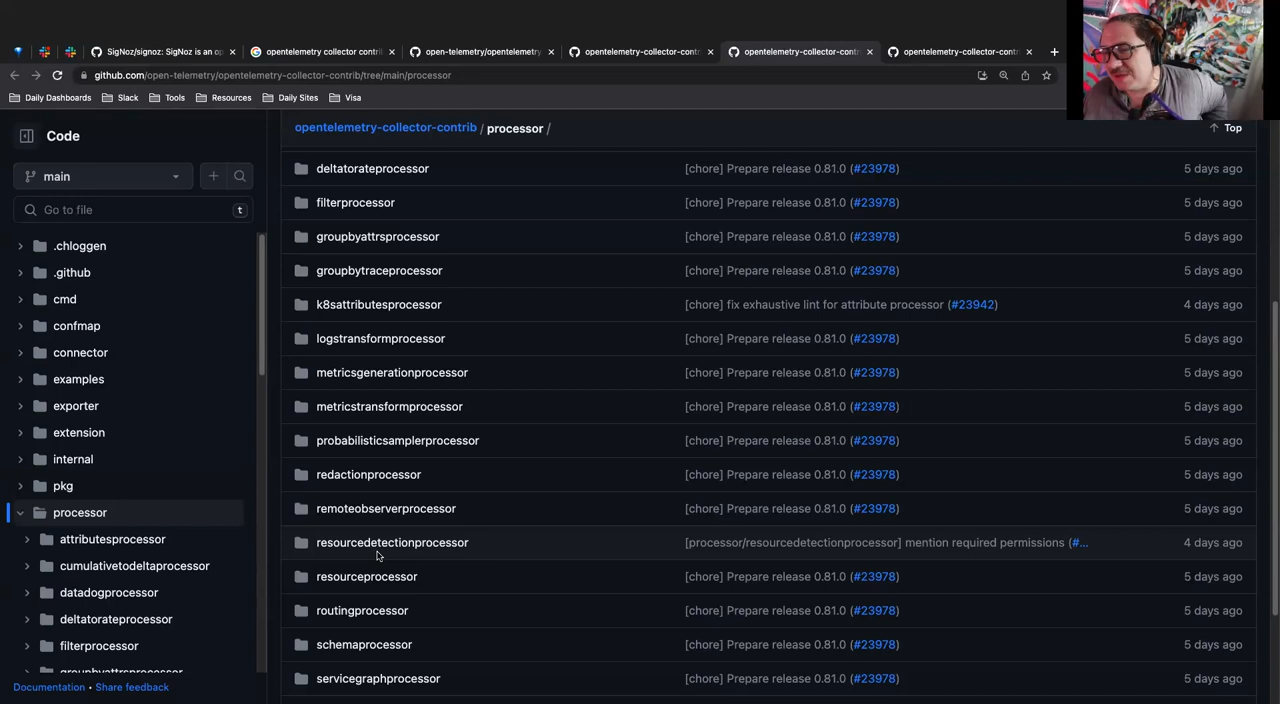 SigNoz/signoz: SigNoz is an op
opentelemetry collector contri
open-telemetry/opentelemetry
opentelemetry-collector-cont
opentelemetry-collector-cont
opentelemetry-collector-cont
github.com/open-telemetry/opentelemetry-collector-contrib/tree/main/processor
Daily Dashboards
Slack
Tools
Resources
Daily Sites
Visa
Code
main
Go to file
t
.chloggen
.github
cmd
confmap
connector
examples
exporter
extension
internal
pkg
processor
attributesprocessor
cumulativetodeltaprocessor
datadogprocessor
deltatorateprocessor
filterprocessor
groupbyattrsprocessor
Documentation • Share feedback
opentelemetry-collector-contrib / processor /
Top
deltatorateprocessor [chore] Prepare release 0.81.0 (#23978) 5 days ago
filterprocessor [chore] Prepare release 0.81.0 (#23978) 5 days ago
groupbyattrsprocessor [chore] Prepare release 0.81.0 (#23978) 5 days ago
groupbytraceprocessor [chore] Prepare release 0.81.0 (#23978) 5 days ago
k8sattributesprocessor [chore] fix exhaustive lint for attribute processor (#23942) 4 days ago
logstransformprocessor [chore] Prepare release 0.81.0 (#23978) 5 days ago
metricsgenerationprocessor [chore] Prepare release 0.81.0 (#23978) 5 days ago
metricstransformprocessor [chore] Prepare release 0.81.0 (#23978) 5 days ago
probabilisticsamplerprocessor [chore] Prepare release 0.81.0 (#23978) 5 days ago
redactionprocessor [chore] Prepare release 0.81.0 (#23978) 5 days ago
remoteobserverprocessor [chore] Prepare release 0.81.0 (#23978) 5 days ago
resourcedetectionprocessor [processor/resourcedetectionprocessor] mention required permissions (#... 4 days ago
resourceprocessor [chore] Prepare release 0.81.0 (#23978) 5 days ago
routingprocessor [chore] Prepare release 0.81.0 (#23978) 5 days ago
schemaprocessor [chore] Prepare release 0.81.0 (#23978) 5 days ago
servicegraphprocessor [chore] Prepare release 0.81.0 (#23978) 5 days ago